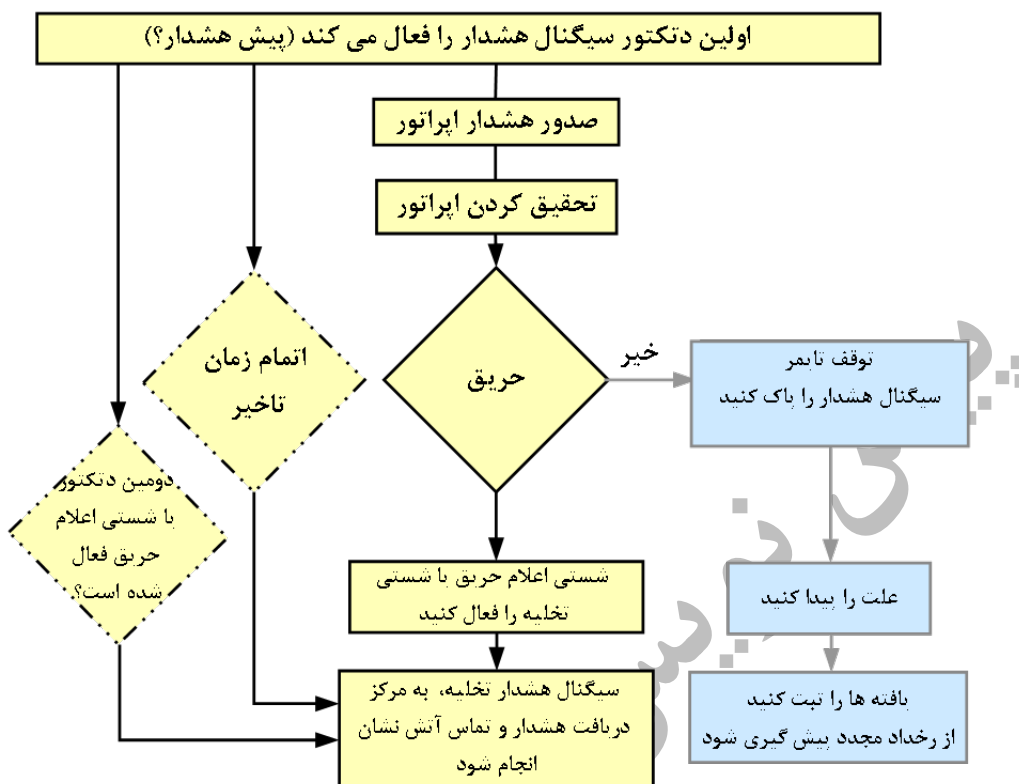 اولین دتکتور سیگنال هشدار را فعال می کند (پیش هشدار؟)
صدور هشدار اپراتور
تحقیق کردن اپراتور
حریق
خیر
توقف تایمر
سیگنال هشدار را پاک کنید
علت را پیدا کنید
یافته ها را ثبت کنید
از رخداد مجدد پیش گیری شود
اتمام زمان
تاخیر
دومین دتکتور
یا شستی اعلام
حریق فعال
شده است؟
شستی اعلام حریق یا شستی
تخلیه را فعال کنید
سیگنال هشدار تخلیه، به مرکز
دریافت هشدار و تماس آتش نشان
انجام شود